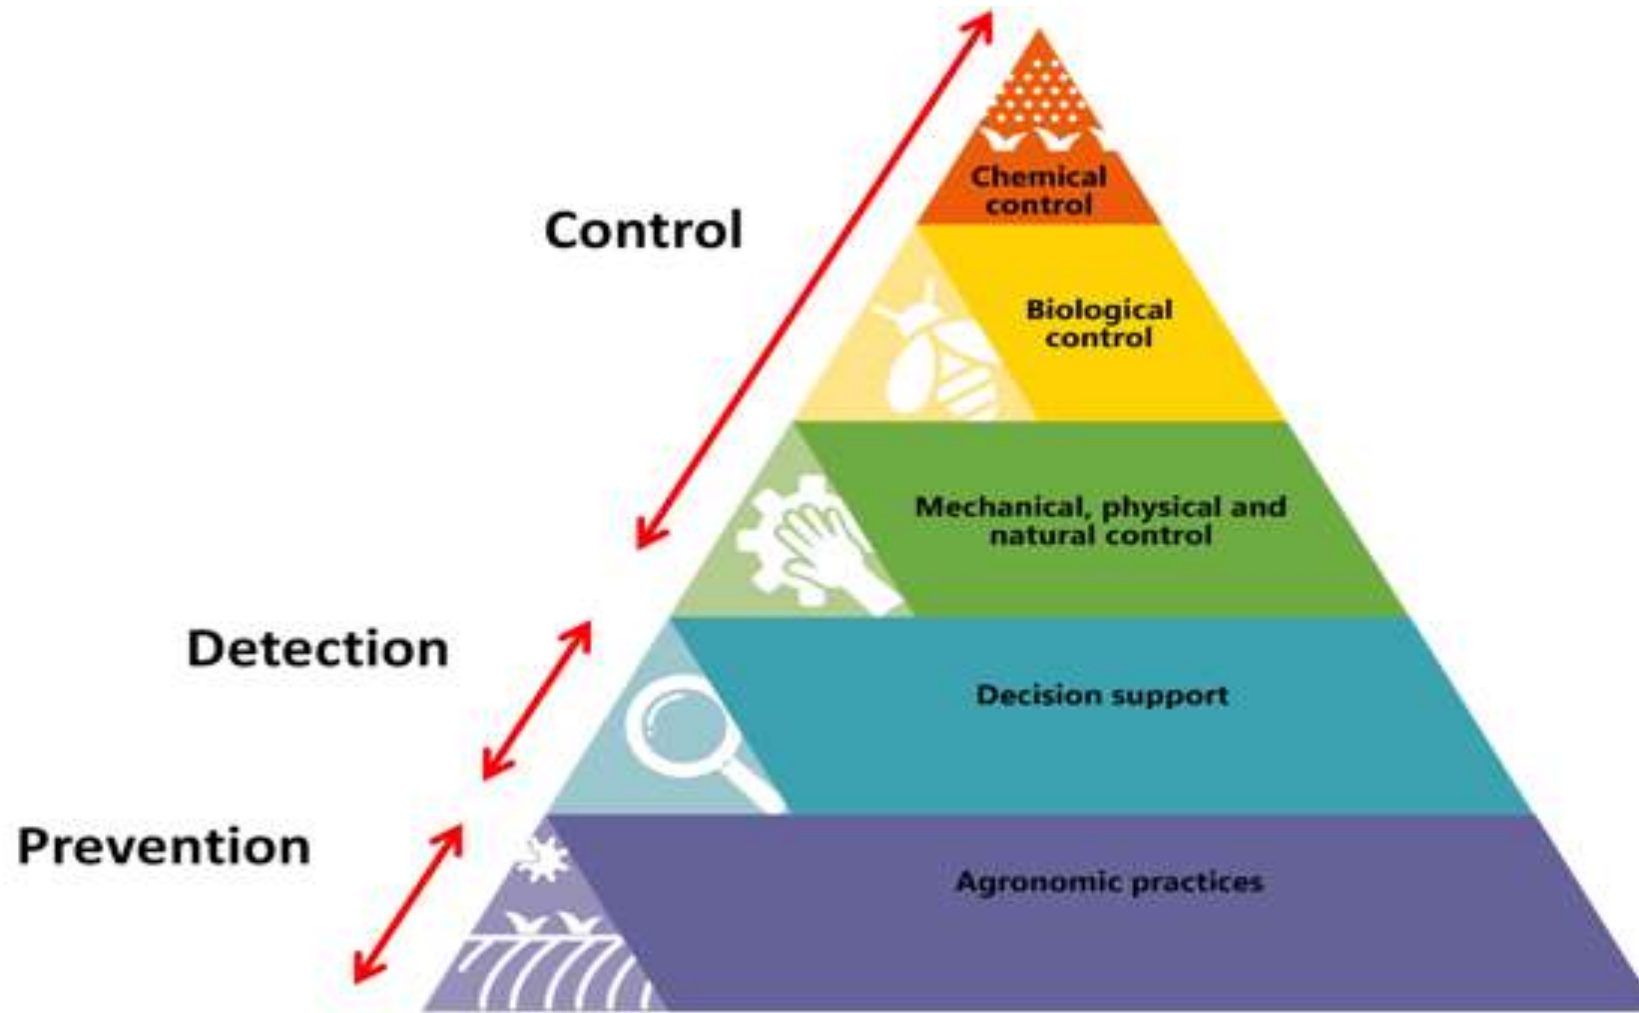 Chemical
control
Control
Biological
control
Mechanical, physical and
natural control
Detection
Decision support
Prevention
Agronomic practices